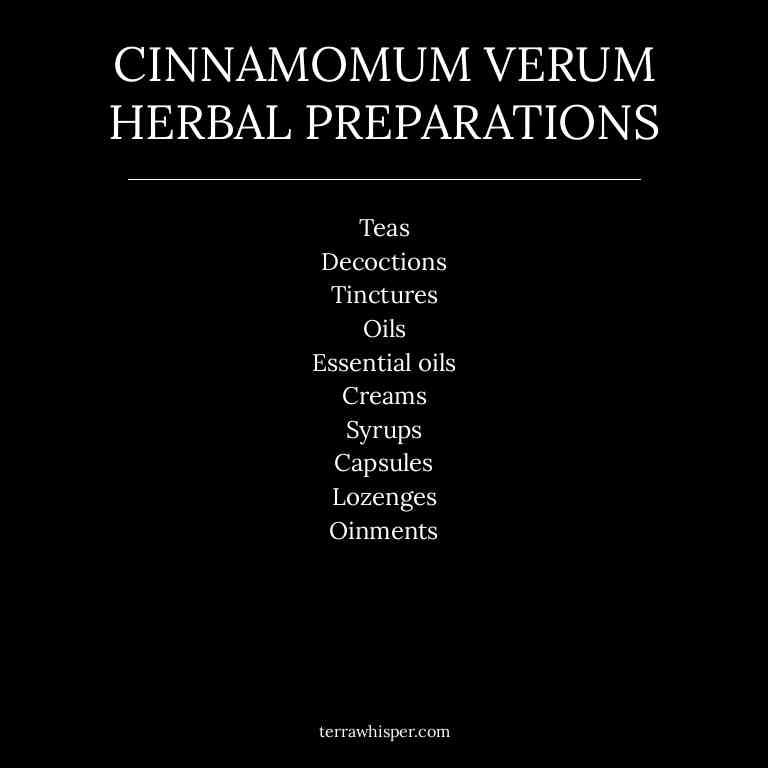 CINNAMOMUM VERUM
HERBAL PREPARATIONS
Teas
Decoctions
Tinctures
Oils
Essential oils
Creams
Syrups
Capsules
Lozenges
Oinments
terrawhisper.com